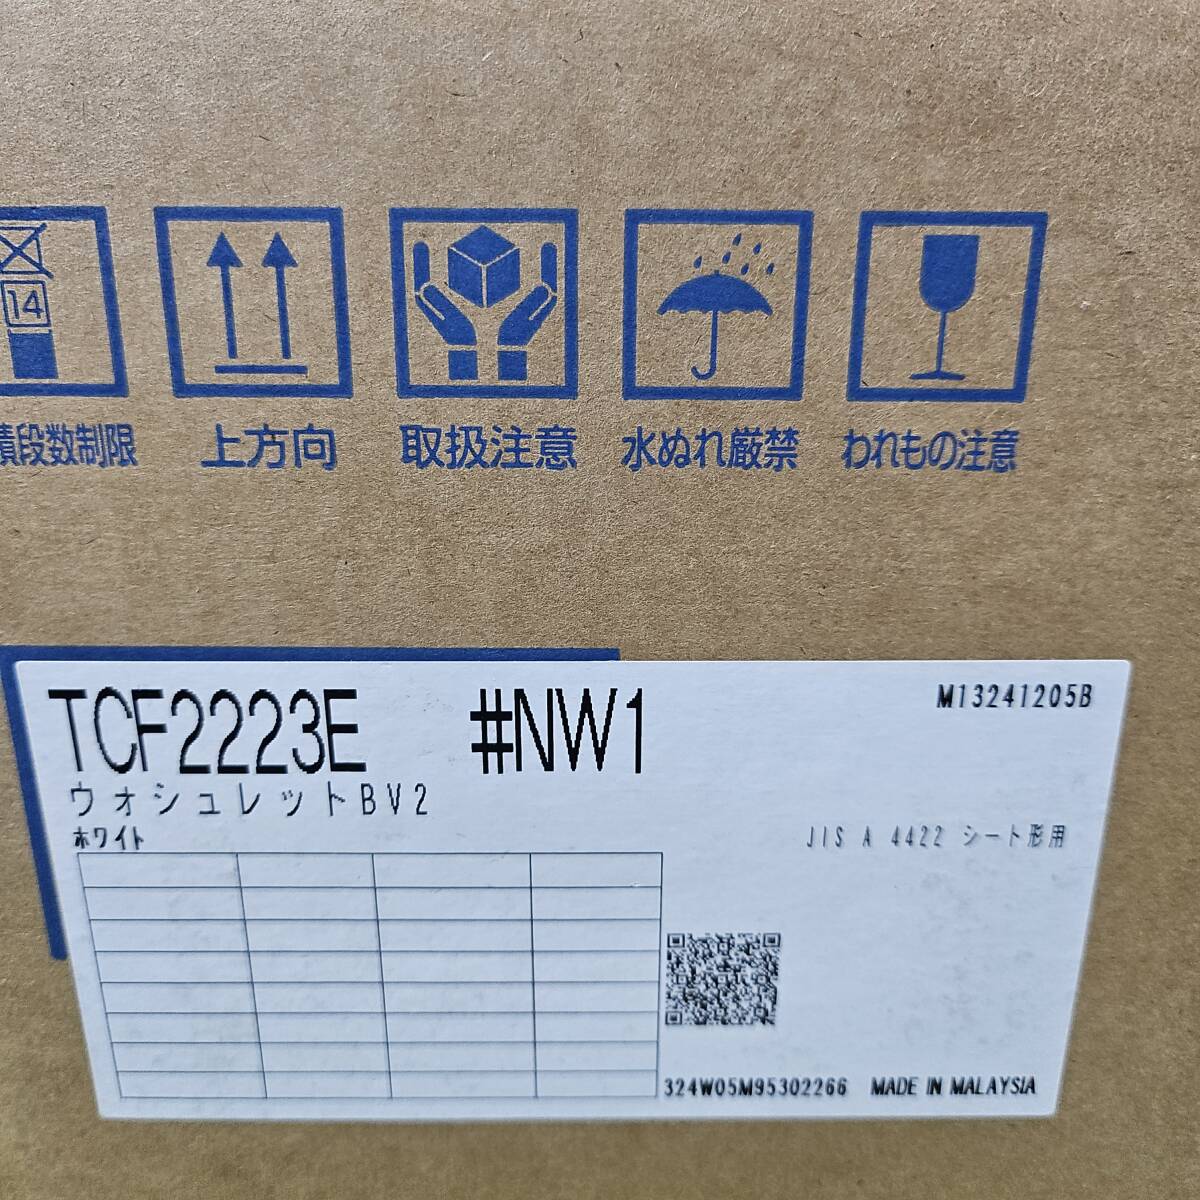 14
積段数制限 上方向 取扱注意 水ぬれ厳禁 われもの注意
TCF2223E #NW1 M13241205B
ウォシュレットBV2
ホワイト JIS A 4422 シート形用
324W05M95302266 MADE IN MALAYSIA